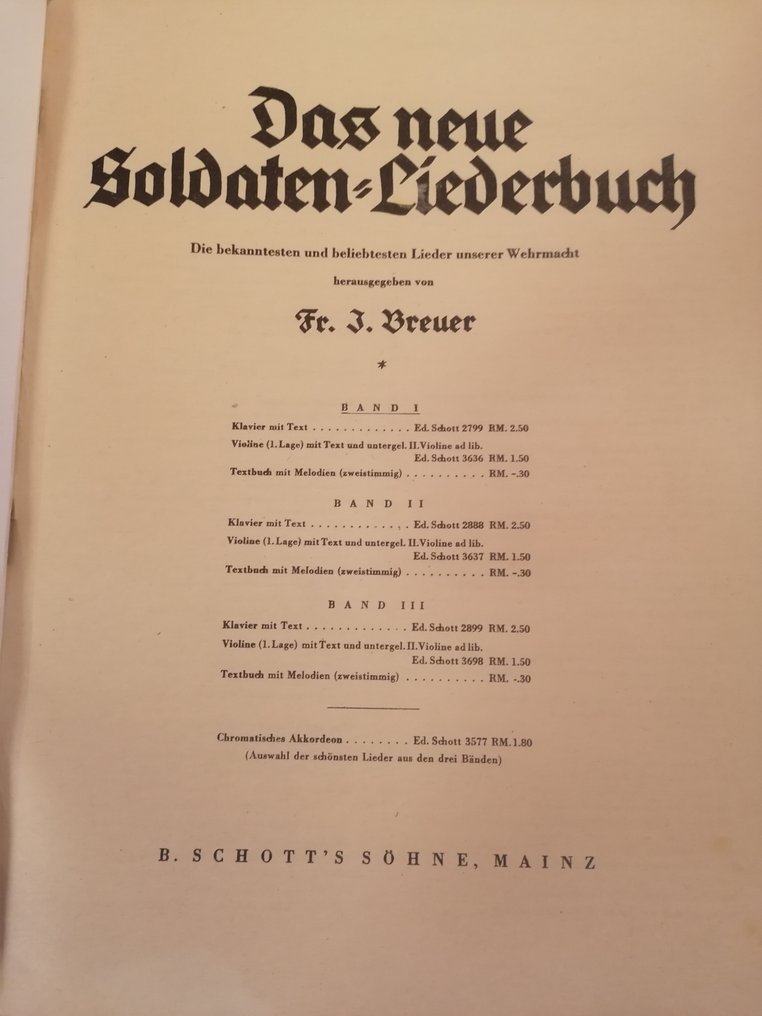 Das neue
Soldaten-Liederbuch
Die bekanntesten und beliebtesten Lieder unserer Wehrmacht
herausgegeben von
Fr. J. Breuer
*
BAND I
Klavier mit Text . . . . . . . . . . . . . Ed. Schott 2799 RM. 2.50
Violine (1. Lage) mit Text und untergel. II. Violine ad lib.
Ed. Schott 3636 RM. 1.50
Textbuch mit Melodien (zweistimmig) . . . . . . . . . . RM. -.30
BAND II
Klavier mit Text . . . . . . . . . . . . . Ed. Schott 2888 RM. 2.50
Violine (1. Lage) mit Text und untergel. II. Violine ad lib.
Ed. Schott 3637 RM. 1.50
Textbuch mit Melodien (zweistimmig) . . . . . . . . . . RM. -.30
BAND III
Klavier mit Text . . . . . . . . . . . . . Ed. Schott 2899 RM. 2.50
Violine (1. Lage) mit Text und untergel. II. Violine ad lib.
Ed. Schott 3698 RM. 1.50
Textbuch mit Melodien (zweistimmig) . . . . . . . . . . RM. -.30
Chromatisches Akkordeon . . . . . . . . Ed. Schott 3577 RM. 1.80
(Auswahl der schönsten Lieder aus den drei Bänden)
B. SCHOTT'S SÖHNE, MAINZ